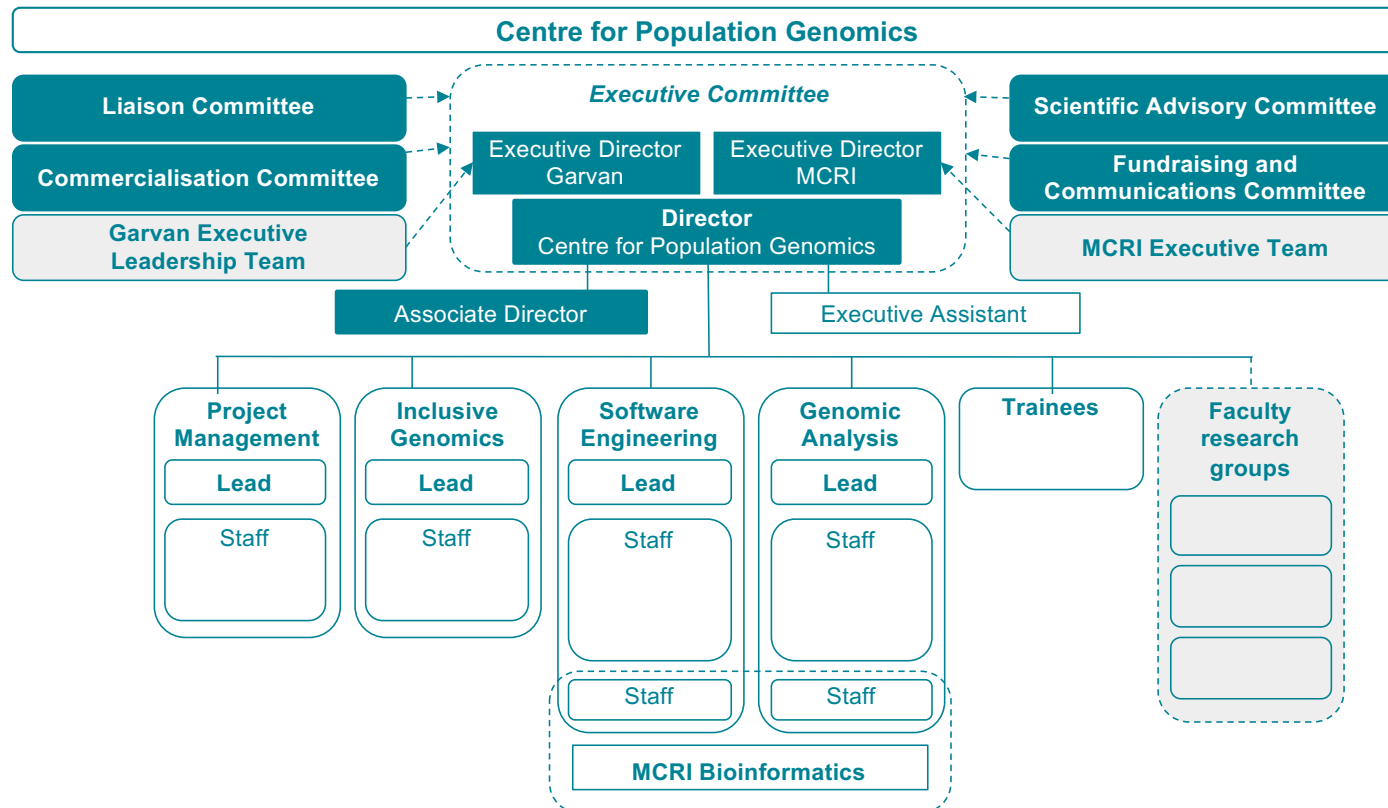 Centre for Population Genomics
Liaison Committee
Commercialisation Committee
Garvan Executive
Leadership Team
Executive Committee
Executive Director
Garvan
Executive Director
MCRI
Director
Centre for Population Genomics
Scientific Advisory Committee
Fundraising and
Communications Committee
MCRI Executive Team
Associate Director
Executive Assistant
Project
Management
Lead
Staff
Inclusive
Genomics
Lead
Staff
Software
Engineering
Lead
Staff
Staff
Genomic
Analysis
Lead
Staff
Staff
MCRI Bioinformatics
Trainees
Faculty
research
groups